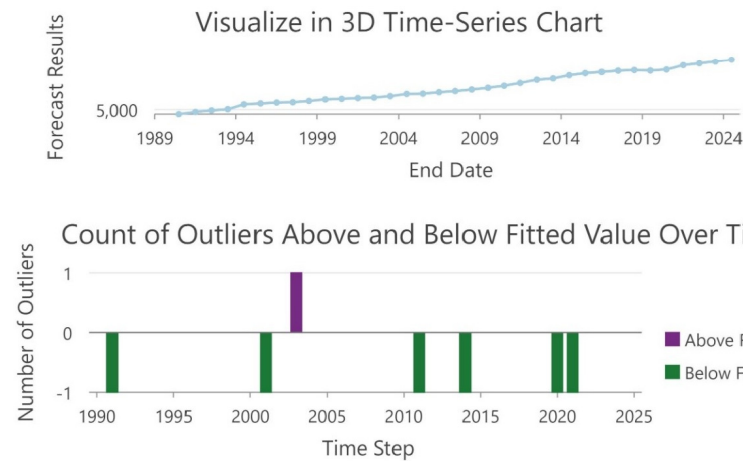 Visualize in 3D Time-Series Chart
Forecast Results
5,000
1989 1994 1999 2004 2009 2014 2019 2024
End Date
Count of Outliers Above and Below Fitted Value Over Ti
Number of Outliers
1
0
-1
1990 1995 2000 2005 2010 2015 2020 2025
Time Step
Above F
Below F